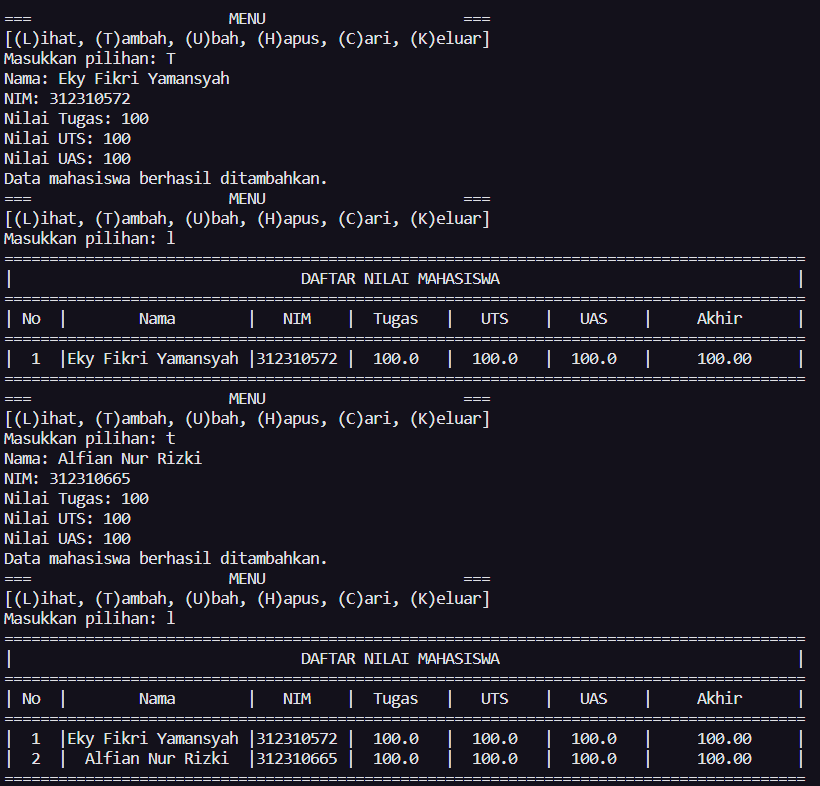 ===                      MENU                      ===
[(L)ihat, (T)ambah, (U)bah, (H)apus, (C)ari, (K)eluar]
Masukkan pilihan: T
Nama: Eky Fikri Yamansyah
NIM: 312310572
Nilai Tugas: 100
Nilai UTS: 100
Nilai UAS: 100
Data mahasiswa berhasil ditambahkan.
===                      MENU                      ===
[(L)ihat, (T)ambah, (U)bah, (H)apus, (C)ari, (K)eluar]
Masukkan pilihan: l
=========================================================================================
|                                DAFTAR NILAI MAHASISWA                                 |
=========================================================================================
| No  |        Nama        |   NIM    |  Tugas   |   UTS    |   UAS    |     Akhir      |
=========================================================================================
|  1  |Eky Fikri Yamansyah |312310572 |  100.0   |  100.0   |  100.0   |     100.00     |
=========================================================================================
===                      MENU                      ===
[(L)ihat, (T)ambah, (U)bah, (H)apus, (C)ari, (K)eluar]
Masukkan pilihan: t
Nama: Alfian Nur Rizki
NIM: 312310665
Nilai Tugas: 100
Nilai UTS: 100
Nilai UAS: 100
Data mahasiswa berhasil ditambahkan.
===                      MENU                      ===
[(L)ihat, (T)ambah, (U)bah, (H)apus, (C)ari, (K)eluar]
Masukkan pilihan: l
=========================================================================================
|                                DAFTAR NILAI MAHASISWA                                 |
=========================================================================================
| No  |        Nama        |   NIM    |  Tugas   |   UTS    |   UAS    |     Akhir      |
=========================================================================================
|  1  |Eky Fikri Yamansyah |312310572 |  100.0   |  100.0   |  100.0   |     100.00     |
|  2  |  Alfian Nur Rizki  |312310665 |  100.0   |  100.0   |  100.0   |     100.00     |
=========================================================================================